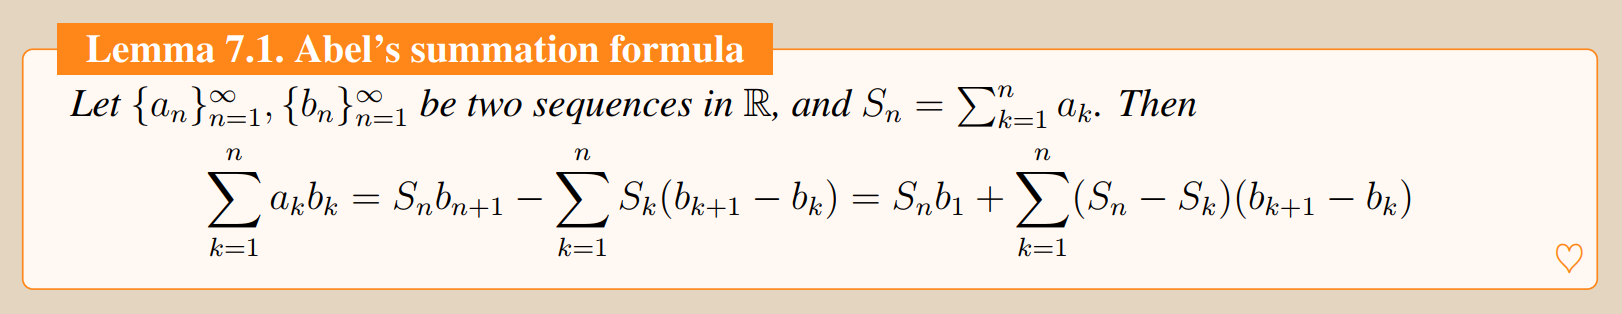 Lemma 7.1. Abel's summation formula
Let $\{a_n\}_{n=1}^{\infty}, \{b_n\}_{n=1}^{\infty}$ be two sequences in $\mathbb{R}$, and $S_n = \sum_{k=1}^{n} a_k$. Then
$\sum_{k=1}^{n} a_k b_k = S_n b_{n+1} - \sum_{k=1}^{n} S_k (b_{k+1} - b_k) = S_n b_1 + \sum_{k=1}^{n} (S_n - S_k)(b_{k+1} - b_k)$
♡